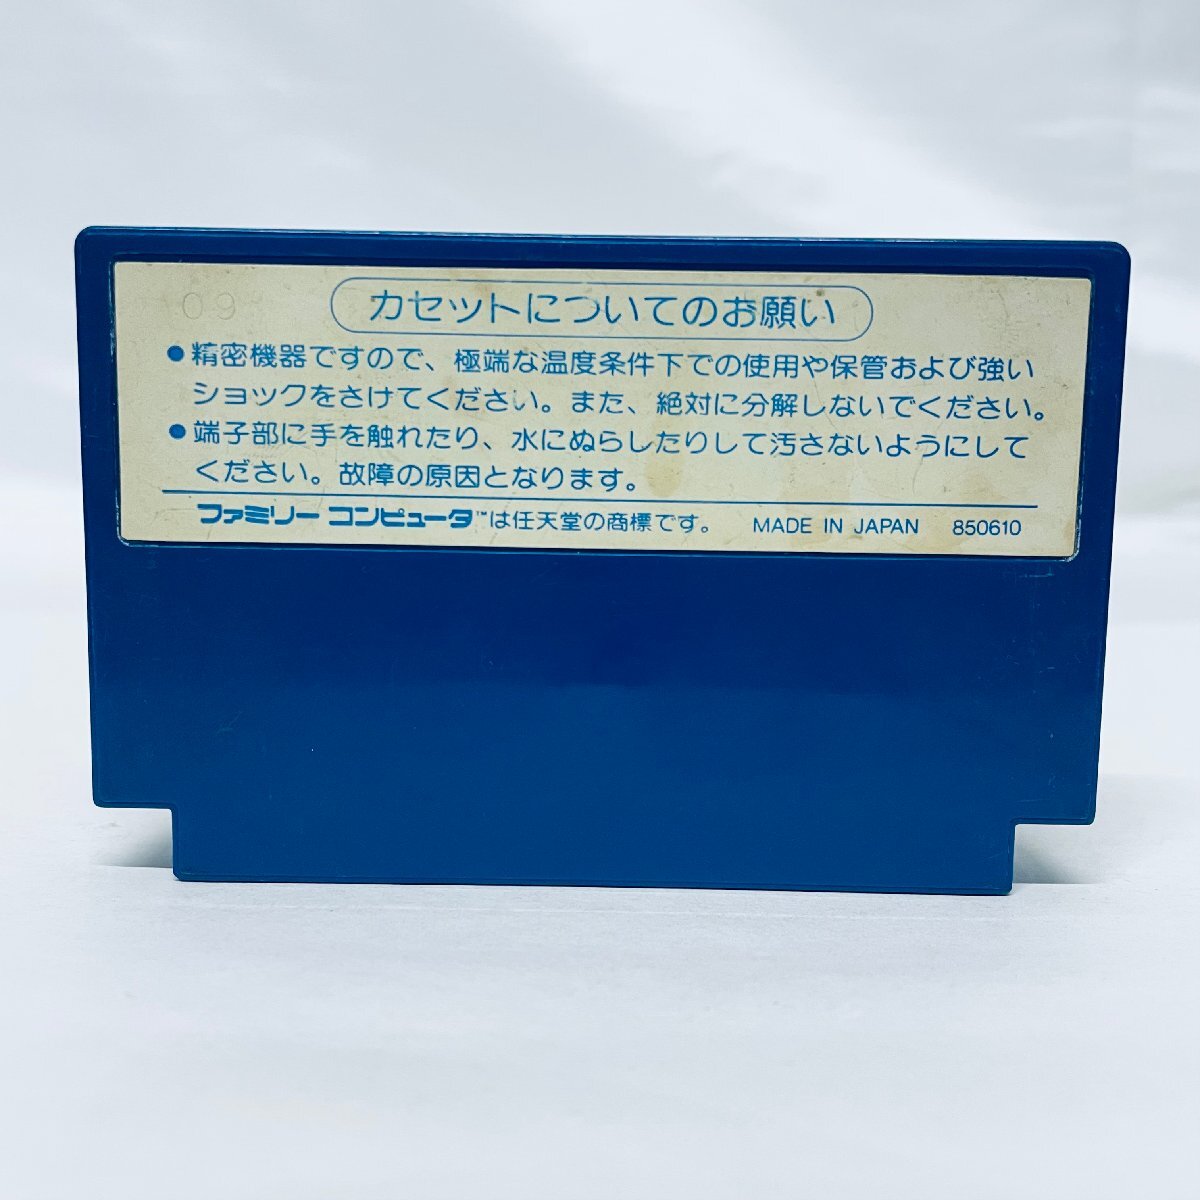 09
カセットについてのお願い
●精密機器ですので、極端な温度条件下での使用や保管および強い
ショックをさけてください。また、絶対に分解しないでください。
●端子部に手を触れたり、水にぬらしたりして汚さないようにして
ください。故障の原因となります。
ファミリー コンピュータ™は任天堂の商標です。 MADE IN JAPAN 850610